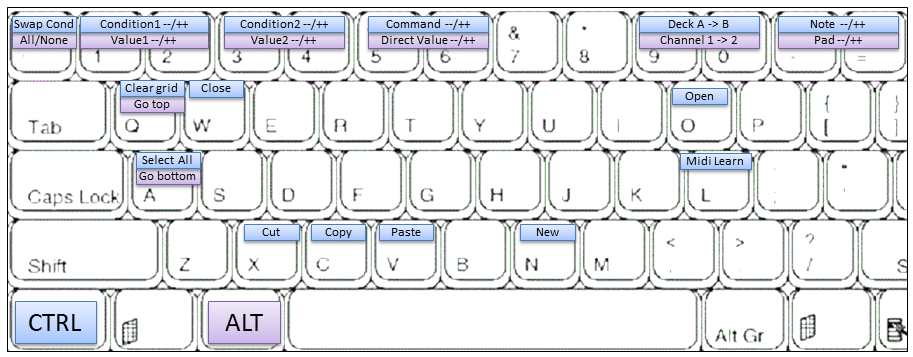 Swap Cond Condition1 --/++ Condition2 --/++ Command --/++ & * Deck A -> B Note --/++
All/None Value1 --/++ Value2 --/++ Direct Value --/++ Channel 1 -> 2 Pad --/++
1 2 3 4 5 6 7 8 9 0 - =
Clear grid Close Open { }
Go top
Tab Q W E R T Y U I O P [ ]
Select All Midi Learn : "
Go bottom
Caps Lock A S D F G H J K L ; '
Cut Copy Paste New < > ?
Shift Z X C V B N M , . / S
CTRL ALT Alt Gr